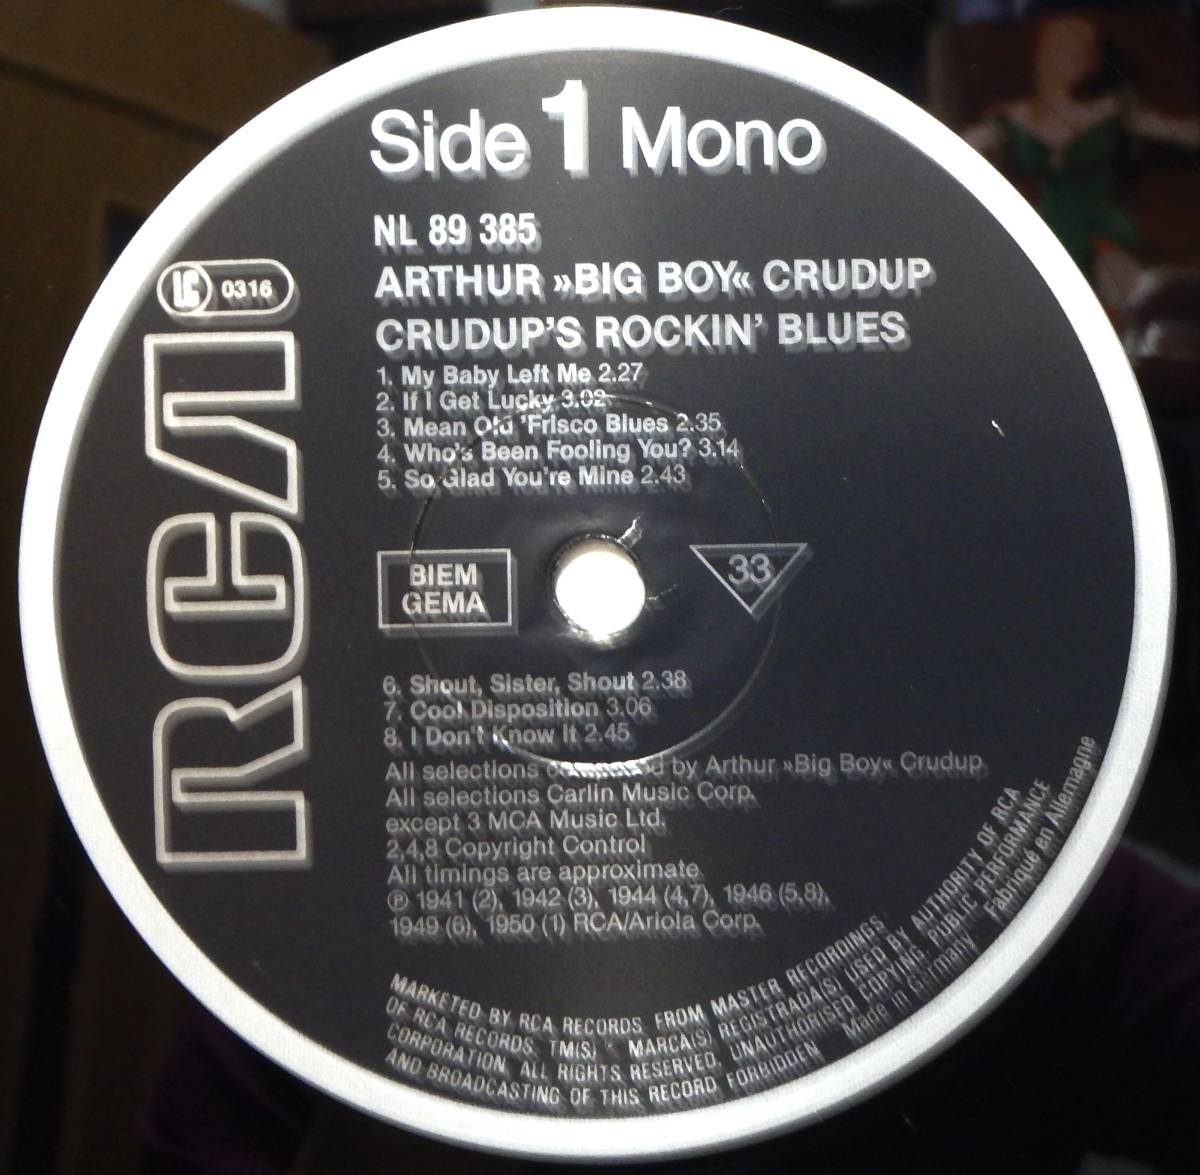 Side 1 Mono
NL 89 385
ARTHUR »BIG BOY« CRUDUP
CRUDUP'S ROCKIN' BLUES
1. My Baby Left Me 2.27
2. If I Get Lucky 3.02
3. Mean Old 'Frisco Blues 2.35
4. Who's Been Fooling You? 3.14
5. So Glad You're Mine 2.43
LC 0316
RCA
BIEM
GEMA
33
6. Shout, Sister, Shout 2.38
7. Cool Disposition 3.06
8. I Don't Know It 2.45
All selections composed by Arthur »Big Boy« Crudup
All selections Carlin Music Corp.
except 3 MCA Music Ltd.
2,4,8 Copyright Control
All timings are approximate
℗ 1941 (2), 1942 (3), 1944 (4,7), 1946 (5,8),
1949 (6), 1950 (1) RCA/Ariola Corp.
MARKETED BY RCA RECORDS. FROM MASTER RECORDINGS
OF RCA RECORDS. TM(S) · MARCA(S) REGISTRADA(S) USED BY AUTHORITY OF RCA
CORPORATION. ALL RIGHTS RESERVED. UNAUTHORISED COPYING, PUBLIC PERFORMANCE
AND BROADCASTING OF THIS RECORD FORBIDDEN Made in Germany Fabriqué en Allemagne